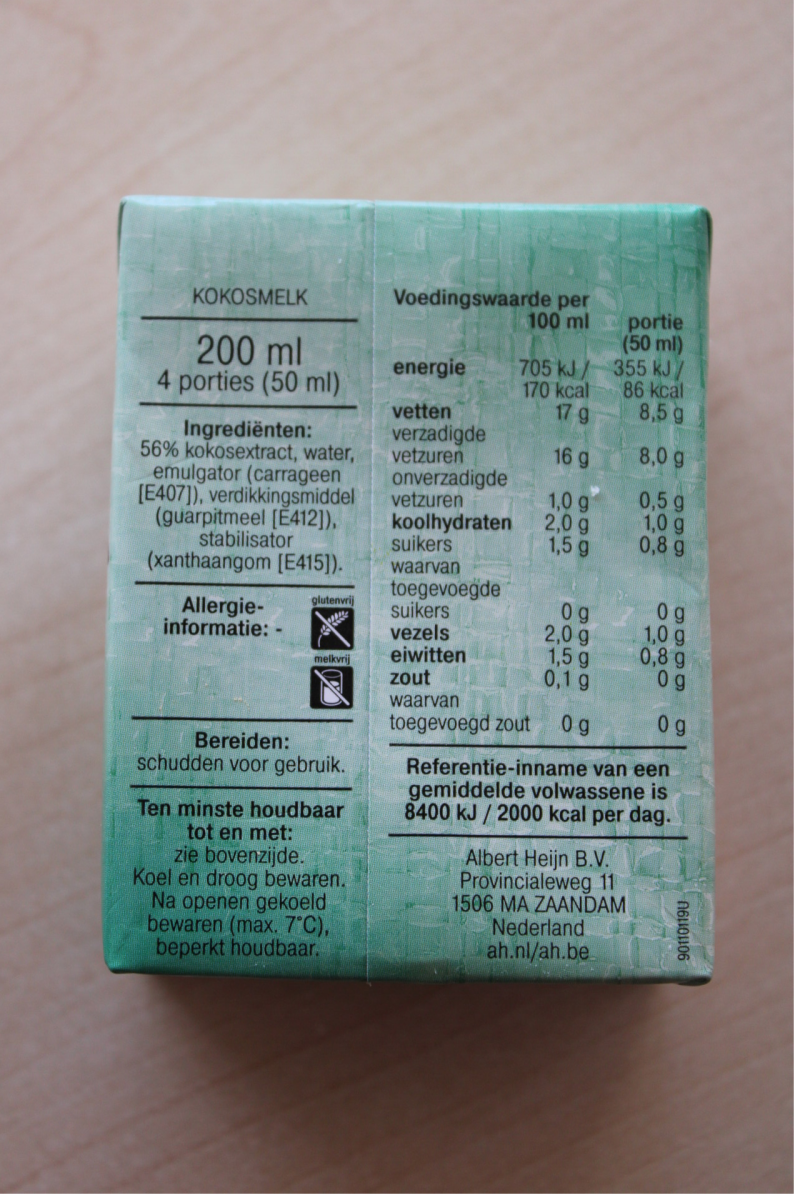 KOKOSMELK
200 ml
4 porties (50 ml)
Ingrediënten:
56% kokosextract, water,
emulgator (carrageen
[E407]), verdikkingsmiddel
(guarpitmeel [E412]),
stabilisator
(xanthaangom [E415]).
Allergie-
informatie: -
glutenvrij
melkvrij
Bereiden:
schudden voor gebruik.
Ten minste houdbaar
tot en met:
zie bovenzijde.
Koel en droog bewaren.
Na openen gekoeld
bewaren (max. 7°C),
beperkt houdbaar.
Voedingswaarde per
100 ml portie
(50 ml)
energie 705 kJ / 355 kJ /
170 kcal 86 kcal
vetten 17 g 8,5 g
verzadigde
vetzuren 16 g 8,0 g
onverzadigde
vetzuren 1,0 g 0,5 g
koolhydraten 2,0 g 1,0 g
suikers 1,5 g 0,8 g
waarvan
toegevoegde
suikers 0 g 0 g
vezels 2,0 g 1,0 g
eiwitten 1,5 g 0,8 g
zout 0,1 g 0 g
waarvan
toegevoegd zout 0 g 0 g
Referentie-inname van een
gemiddelde volwassene is
8400 kJ / 2000 kcal per dag.
Albert Heijn B.V.
Provincialeweg 11
1506 MA ZAANDAM
Nederland
ah.nl/ah.be
90110119U